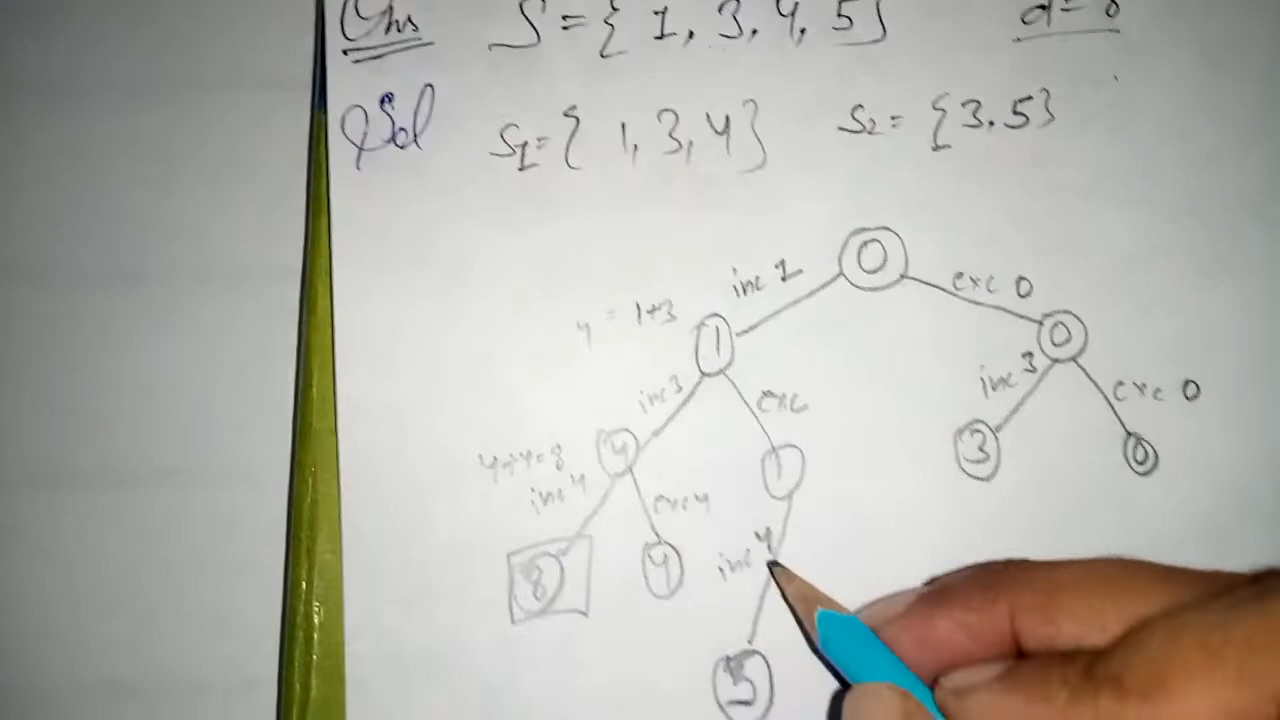 Ans S = { 1, 3, 4, 5 } d = 8
Sol S1 = { 1, 3, 4 } S2 = { 3.5 }
0
inc 1 exc 0
4 = 1+3 1 0
inc 3 exc inc 3 exc 0
4 1 3 0
4+4=8
inc 4 exc 4
8 4 inc 4
5